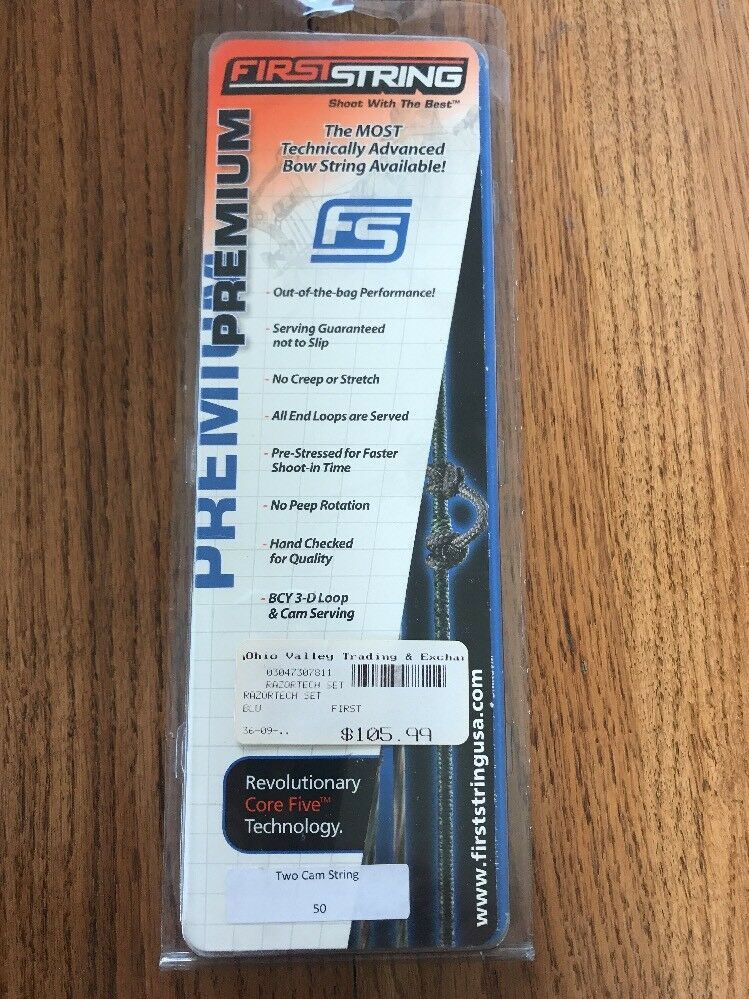 FIRSTSTRING
Shoot With The Best™
The MOST
Technically Advanced
Bow String Available!
PREMIUM
PREMIUM
FS
- Out-of-the-bag Performance!
- Serving Guaranteed
not to Slip
- No Creep or Stretch
- All End Loops are Served
- Pre-Stressed for Faster
Shoot-in Time
- No Peep Rotation
- Hand Checked
for Quality
- BCY 3-D Loop
& Cam Serving
Ohio Valley Trading & Exchan
03047307811
RAZORTECH SET
RAZORTECH SET
BLU FIRST
36-09-..
$105.99
Revolutionary
Core Five™
Technology.
Two Cam String
50
www.firststringusa.com